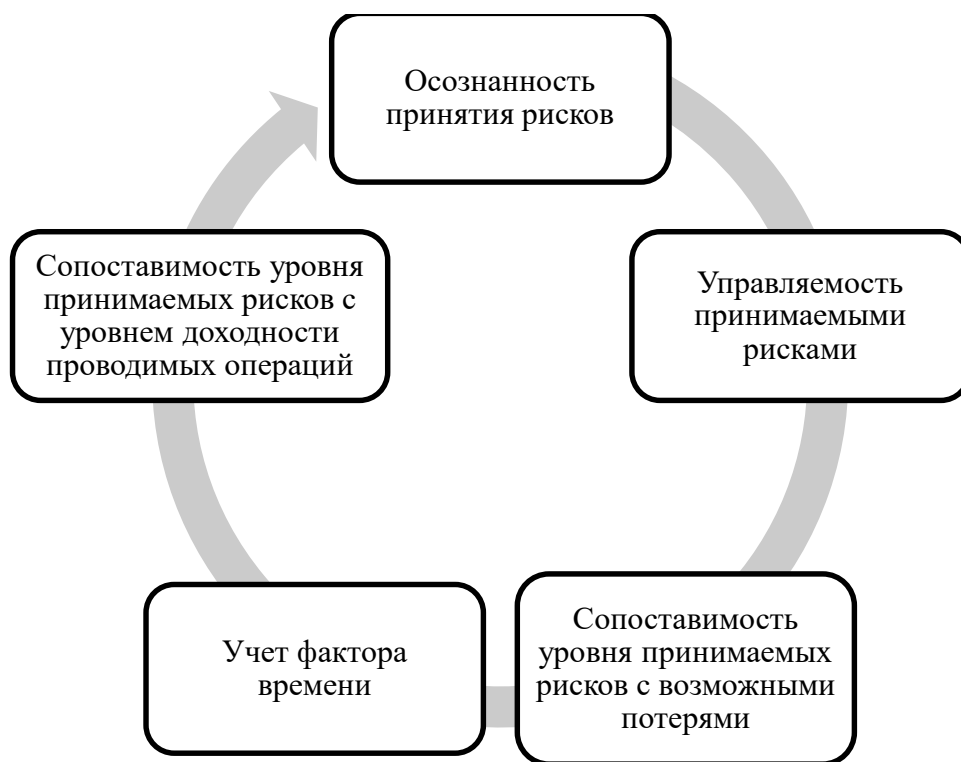 Осознанность
принятия рисков
Управляемость
принимаемыми
рисками
Сопоставимость
уровня принимаемых
рисков с возможными
потерями
Учет фактора
времени
Сопоставимость уровня
принимаемых рисков с
уровнем доходности
проводимых операций